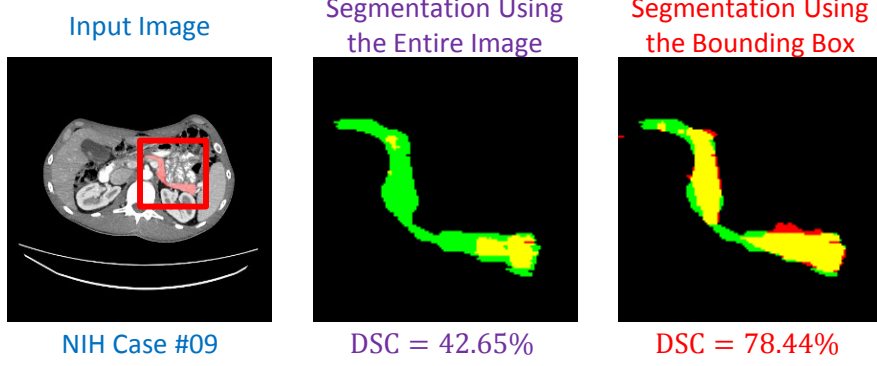 Input Image
Segmentation Using
the Entire Image
Segmentation Using
the Bounding Box
NIH Case #09
DSC = 42.65%
DSC = 78.44%